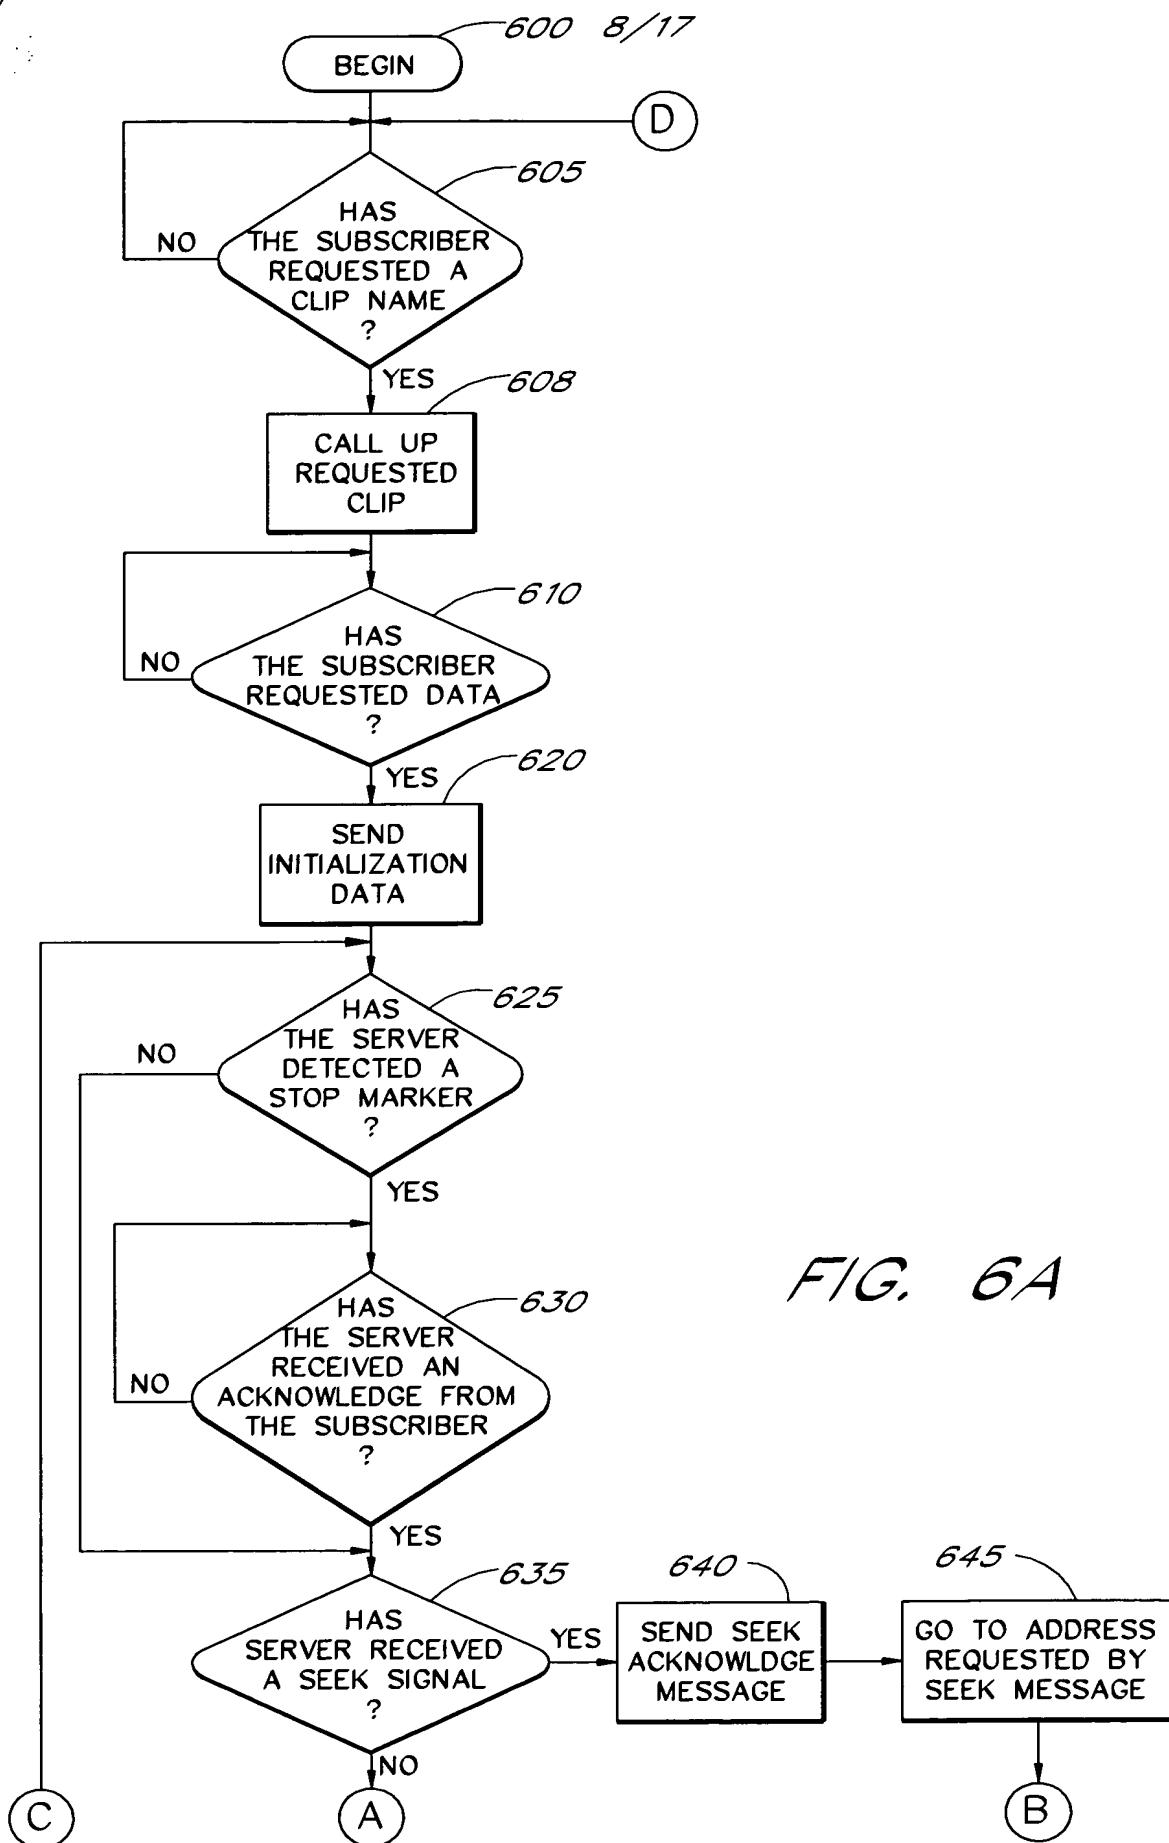 600 8/17
BEGIN
D
605
HAS
THE SUBSCRIBER
REQUESTED A
CLIP NAME
?
NO
YES
608
CALL UP
REQUESTED
CLIP
610
HAS
THE SUBSCRIBER
REQUESTED DATA
?
NO
YES
620
SEND
INITIALIZATION
DATA
625
HAS
THE SERVER
DETECTED A
STOP MARKER
?
NO
YES
FIG. 6A
630
HAS
THE SERVER
RECEIVED AN
ACKNOWLEDGE FROM
THE SUBSCRIBER
?
NO
YES
635
HAS
SERVER RECEIVED
A SEEK SIGNAL
?
YES
NO
640
SEND SEEK
ACKNOWLDGE
MESSAGE
645
GO TO ADDRESS
REQUESTED BY
SEEK MESSAGE
C
A
B